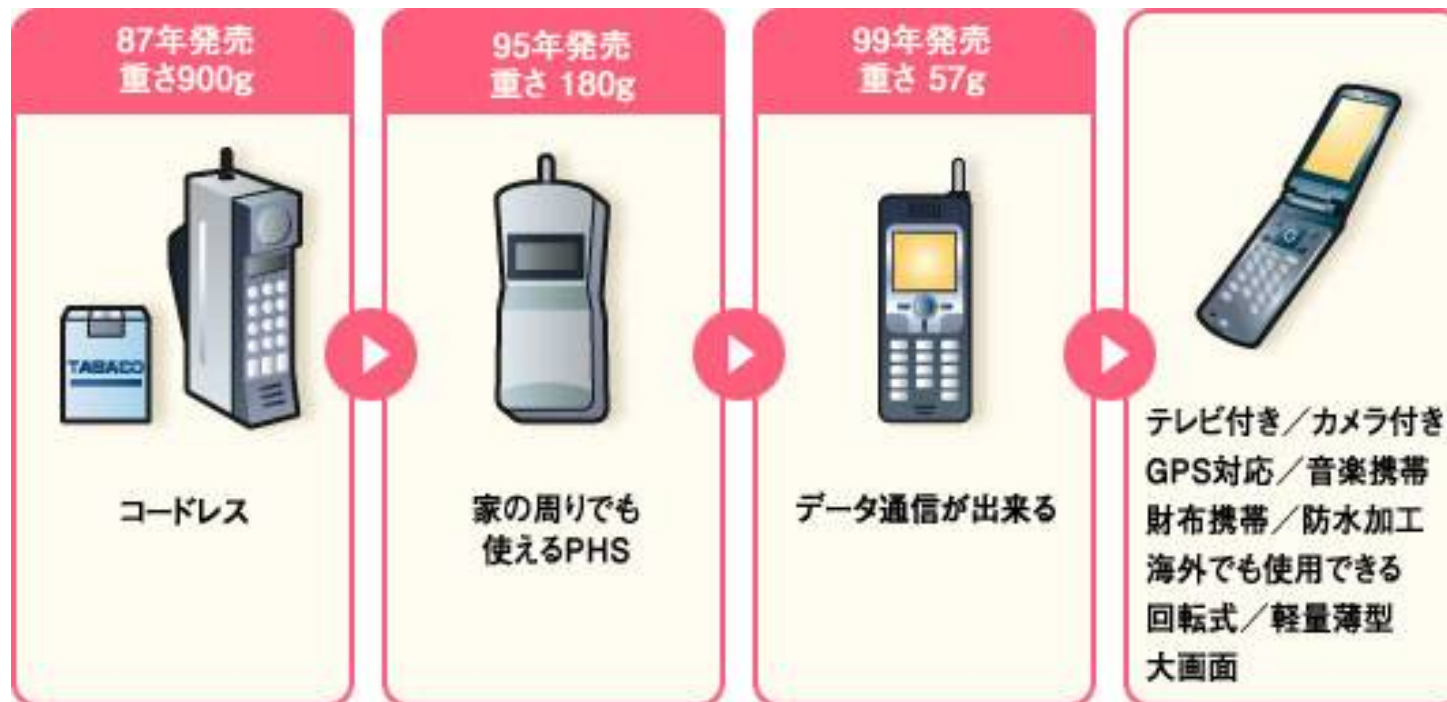 87年発売
重さ900g
TABACO
コードレス
95年発売
重さ 180g
家の周りでも
使えるPHS
99年発売
重さ 57g
データ通信が出来る
テレビ付き／カメラ付き
GPS対応／音楽携帯
財布携帯／防水加工
海外でも使用できる
回転式／軽量薄型
大画面